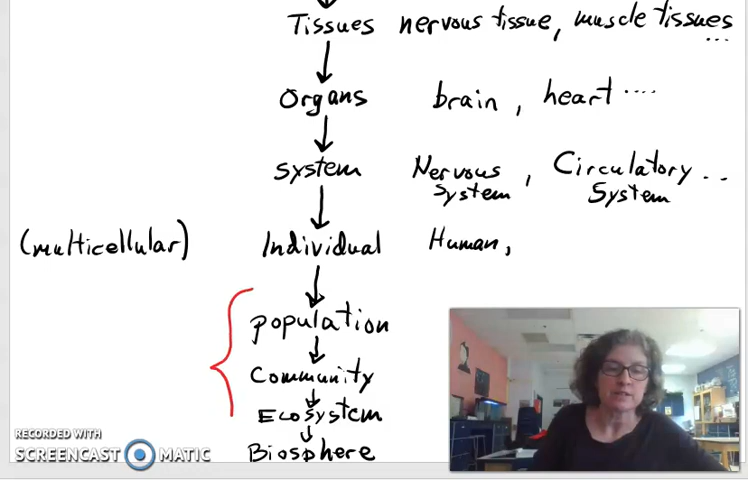 Tissues nervous tissue, muscle tissues ...
Organs brain, heart ....
System Nervous System, Circulatory System ...
(multicellular) Individual Human,
population
Community
Ecosystem
Biosphere
RECORDED WITH
SCREENCAST MATIC